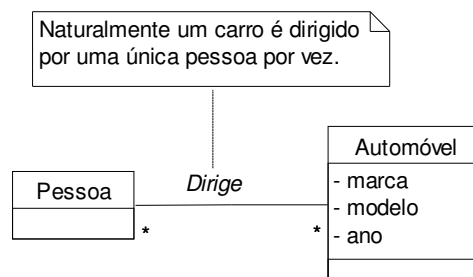 Naturalmente um carro é dirigido
por uma única pessoa por vez.
Pessoa
Dirige
*
*
Automóvel
- marca
- modelo
- ano